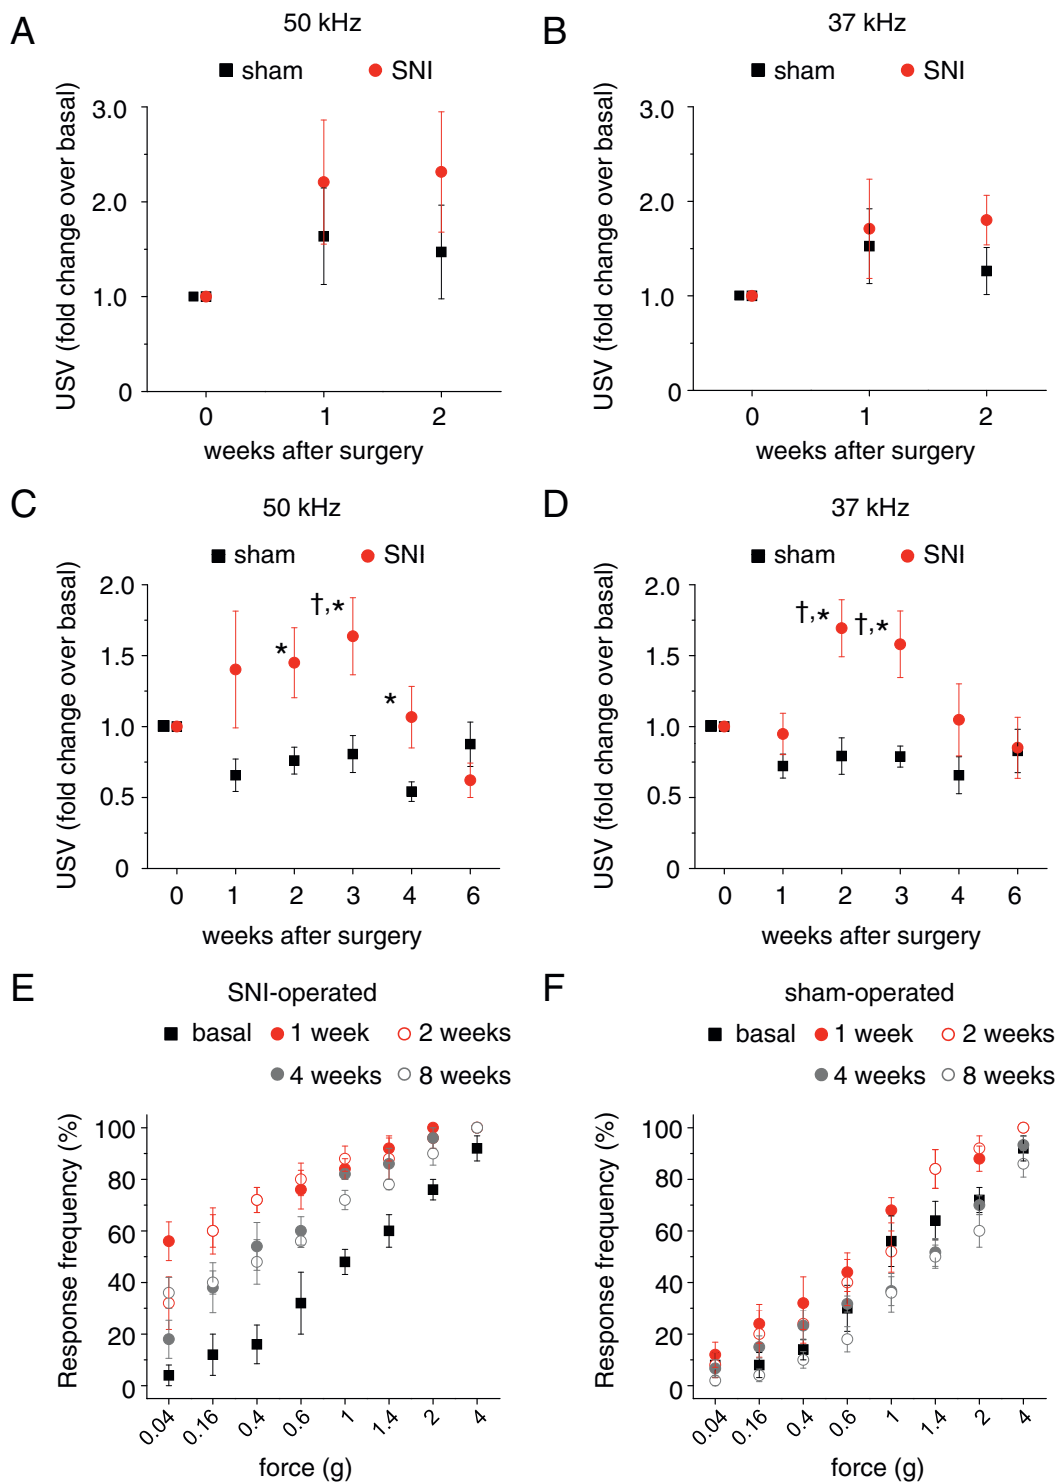 A
50 kHz
sham SNI
USV (fold change over basal)
3.0
2.0
1.0
0
0 1 2
weeks after surgery
B
37 kHz
sham SNI
USV (fold change over basal)
3.0
2.0
1.0
0
0 1 2
weeks after surgery
C
50 kHz
sham SNI
USV (fold change over basal)
2.0
1.5
1.0
0.5
0
* †,* *
0 1 2 3 4 6
weeks after surgery
D
37 kHz
sham SNI
USV (fold change over basal)
2.0
1.5
1.0
0.5
0
†,* †,*
0 1 2 3 4 6
weeks after surgery
E
SNI-operated
basal 1 week 2 weeks
4 weeks 8 weeks
Response frequency (%)
100
80
60
40
20
0
0.04 0.16 0.4 0.6 1 1.4 2 4
force (g)
F
sham-operated
basal 1 week 2 weeks
4 weeks 8 weeks
Response frequency (%)
100
80
60
40
20
0
0.04 0.16 0.4 0.6 1 1.4 2 4
force (g)